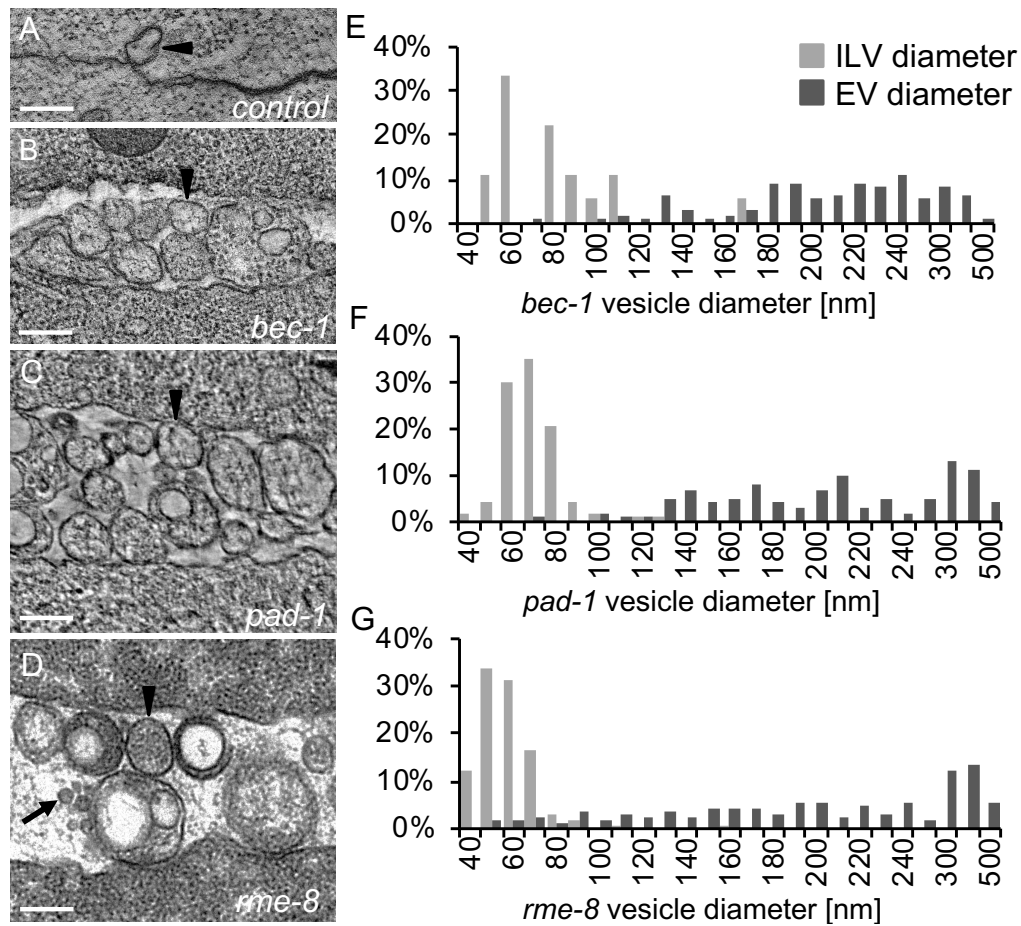 A
control
B
bec-1
C
pad-1
D
rme-8
E
ILV diameter
EV diameter
40%
30%
20%
10%
0%
40 60 80 100 120 140 160 180 200 220 240 300 500
bec-1 vesicle diameter [nm]
F
40%
30%
20%
10%
0%
40 60 80 100 120 140 160 180 200 220 240 300 500
pad-1 vesicle diameter [nm]
G
40%
30%
20%
10%
0%
40 60 80 100 120 140 160 180 200 220 240 300 500
rme-8 vesicle diameter [nm]